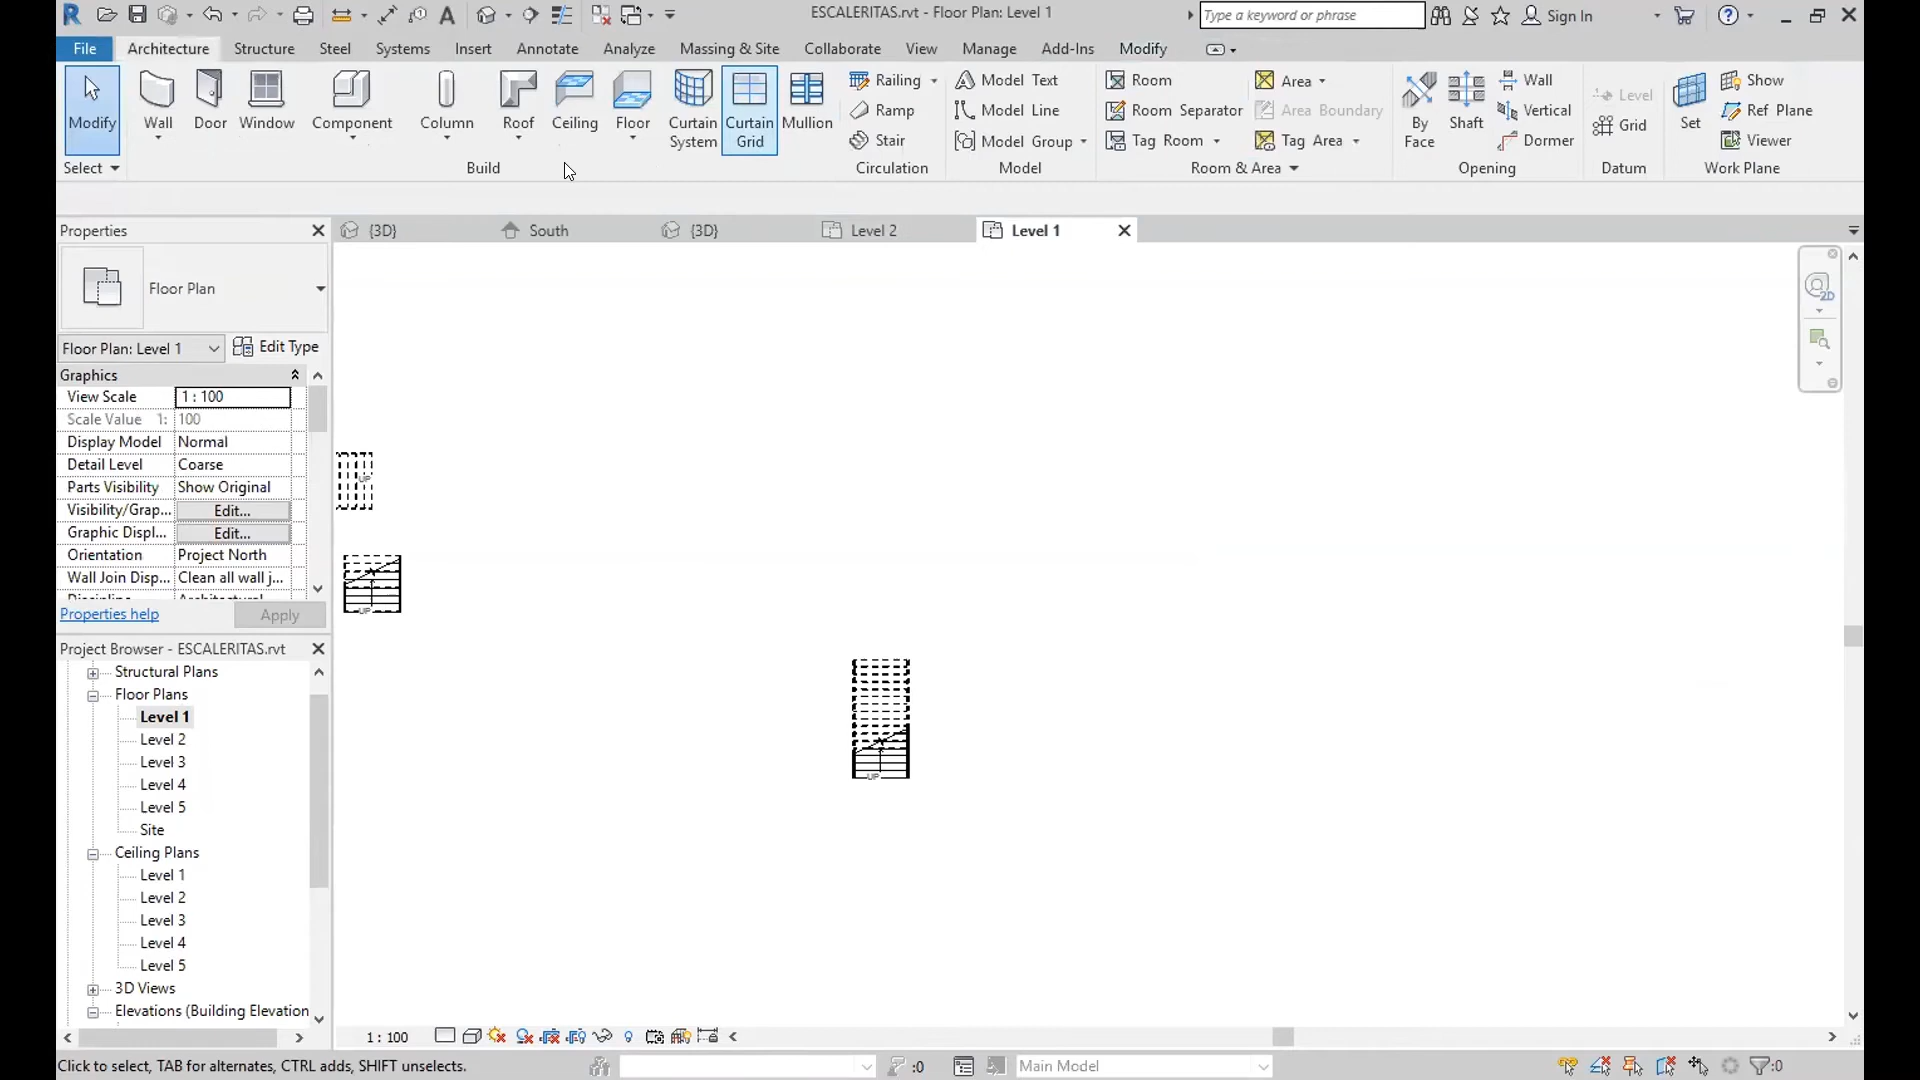 ESCALERITAS.rvt - Floor Plan: Level 1
Type a keyword or phrase
Sign In
File Architecture Structure Steel Systems Insert Annotate Analyze Massing & Site Collaborate View Manage Add-Ins Modify
Modify
Wall
Door
Window
Component
Column
Roof
Ceiling
Floor
Curtain System
Curtain Grid
Mullion
Railing
Ramp
Stair
Model Text
Model Line
Model Group
Room
Room Separator
Tag Room
Area
Area Boundary
Tag Area
By Face
Shaft
Wall
Vertical
Dormer
Level
Grid
Set
Show
Ref Plane
Viewer
Select
Build
Circulation
Model
Room & Area
Opening
Datum
Work Plane
Properties
{3D}
South
{3D}
Level 2
Level 1
Floor Plan
Floor Plan: Level 1
Edit Type
Graphics
View Scale 1 : 100
Scale Value 1: 100
Display Model Normal
Detail Level Coarse
Parts Visibility Show Original
Visibility/Grap... Edit...
Graphic Displ... Edit...
Orientation Project North
Wall Join Disp... Clean all wall j...
Properties help
Apply
2D
UP
UP
UP
Project Browser - ESCALERITAS.rvt
Structural Plans
Floor Plans
Level 1
Level 2
Level 3
Level 4
Level 5
Site
Ceiling Plans
Level 1
Level 2
Level 3
Level 4
Level 5
3D Views
Elevations (Building Elevation
1 : 100
Click to select, TAB for alternates, CTRL adds, SHIFT unselects.
:0
Main Model
:0